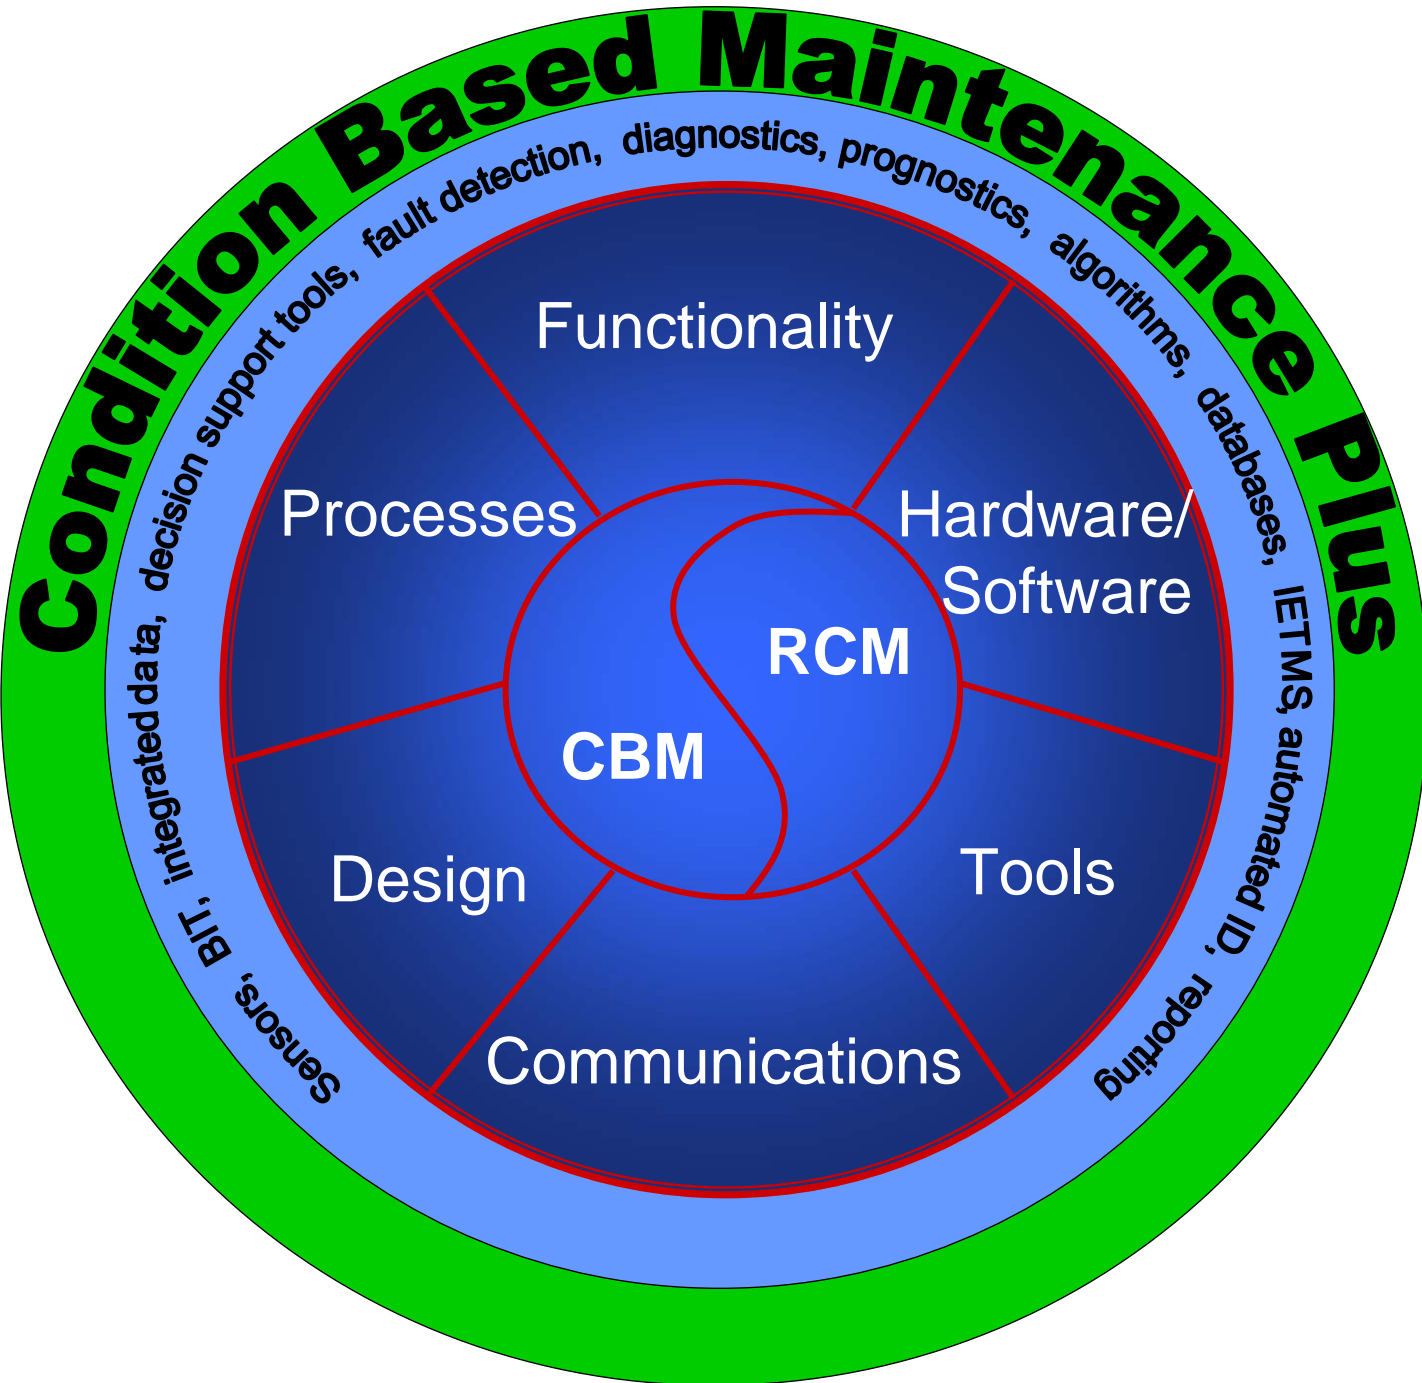 Condition Based Maintenance Plus
Sensors, BIT, integrated data, decision support tools, fault detection, diagnostics, prognostics, algorithms, databases, IETMS, automated ID, reporting
Functionality
Processes
Hardware/
Software
RCM
CBM
Design
Tools
Communications